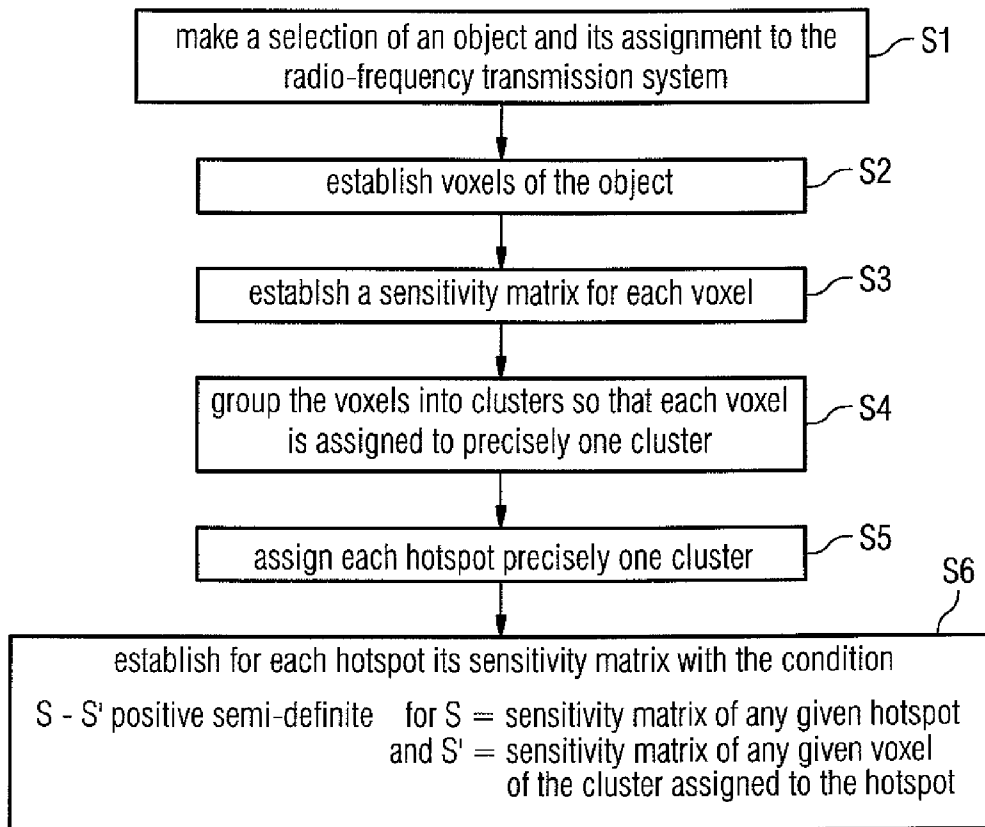 make a selection of an object and its assignment to the
radio-frequency transmission system
S1
establish voxels of the object
S2
establsh a sensitivity matrix for each voxel
S3
group the voxels into clusters so that each voxel
is assigned to precisely one cluster
S4
assign each hotspot precisely one cluster
S5
S6
establish for each hotspot its sensitivity matrix with the condition
S - S' positive semi-definite for S = sensitivity matrix of any given hotspot
and S' = sensitivity matrix of any given voxel
of the cluster assigned to the hotspot